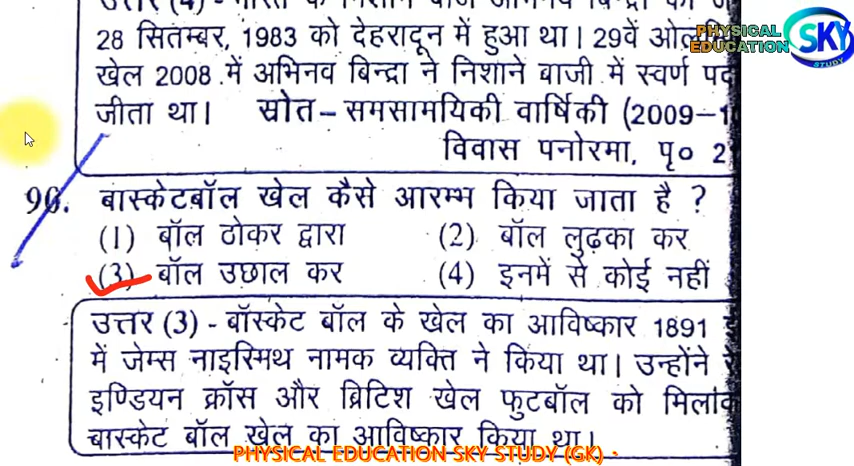 28 सितम्बर, 1983 को देहरादून में हुआ था। 29वें
खेल 2008 में अभिनव बिन्द्रा ने निशाने बाजी में स्वर्ण
जीता था। स्रोत–समसामयिकी वार्षिकी (2009–1
विवास पनोरमा, पृ० 2
PHYSICAL
EDUCATION
SKY
STUDY
96. बास्केटबॉल खेल कैसे आरम्भ किया जाता है ?
(1) बॉल ठोकर द्वारा (2) बॉल लुढ़का कर
(3) बॉल उछाल कर (4) इनमें से कोई नहीं
उत्तर (3) - बॉस्केट बॉल के खेल का आविष्कार 1891
में जेम्स नाइस्मिथ नामक व्यक्ति ने किया था। उन्होंने
इण्डियन क्रॉस और ब्रिटिश खेल फुटबॉल को
बास्केट बॉल खेल का आविष्कार किया था।
PHYSICAL EDUCATION SKY STUDY (GK) -